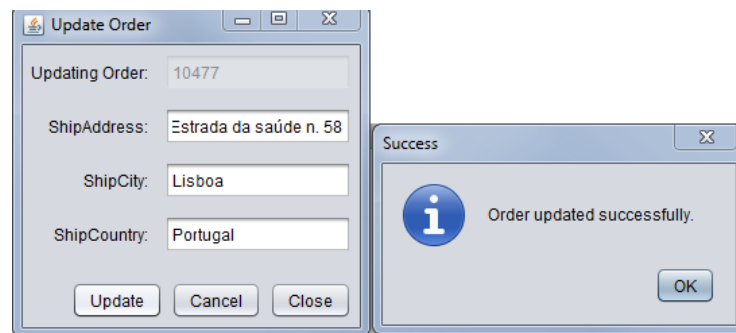 Update Order
Updating Order: 10477
ShipAddress: Estrada da saúde n. 58
ShipCity: Lisboa
ShipCountry: Portugal
Update Cancel Close
Success
Order updated successfully.
OK